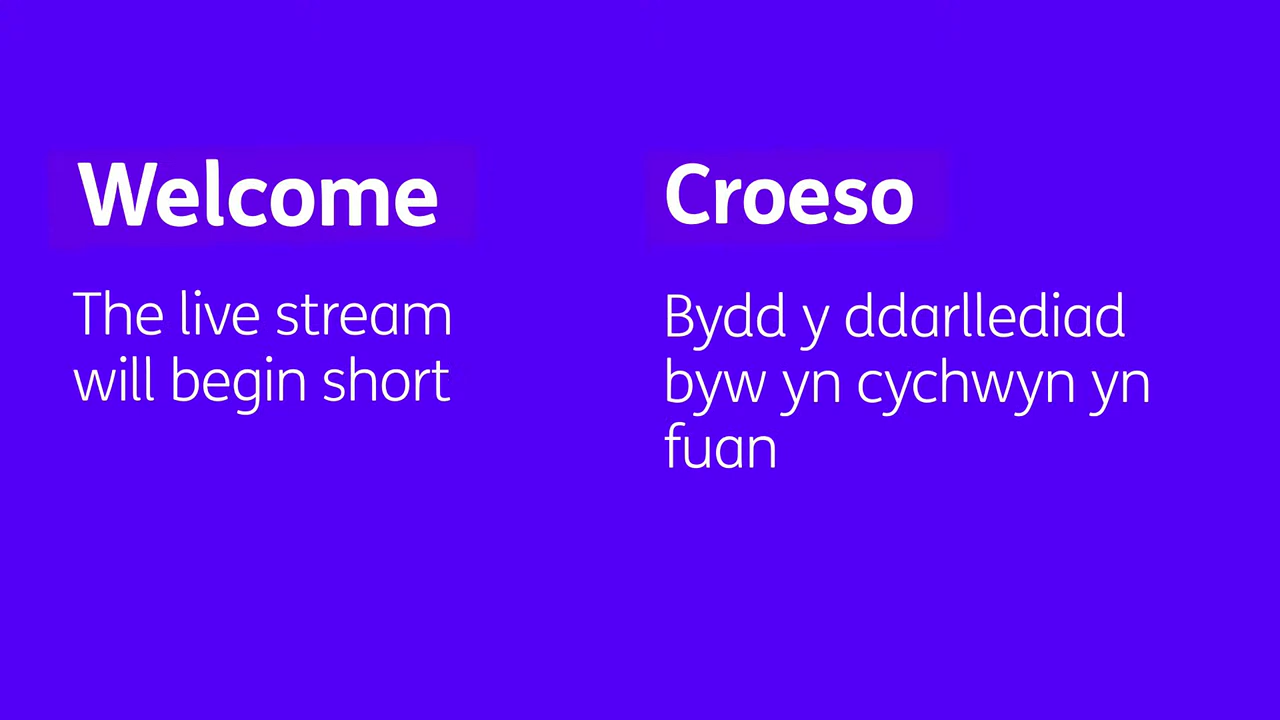 Welcome
The live stream
will begin short
Croeso
Bydd y ddarllediad
byw yn cychwyn yn
fuan